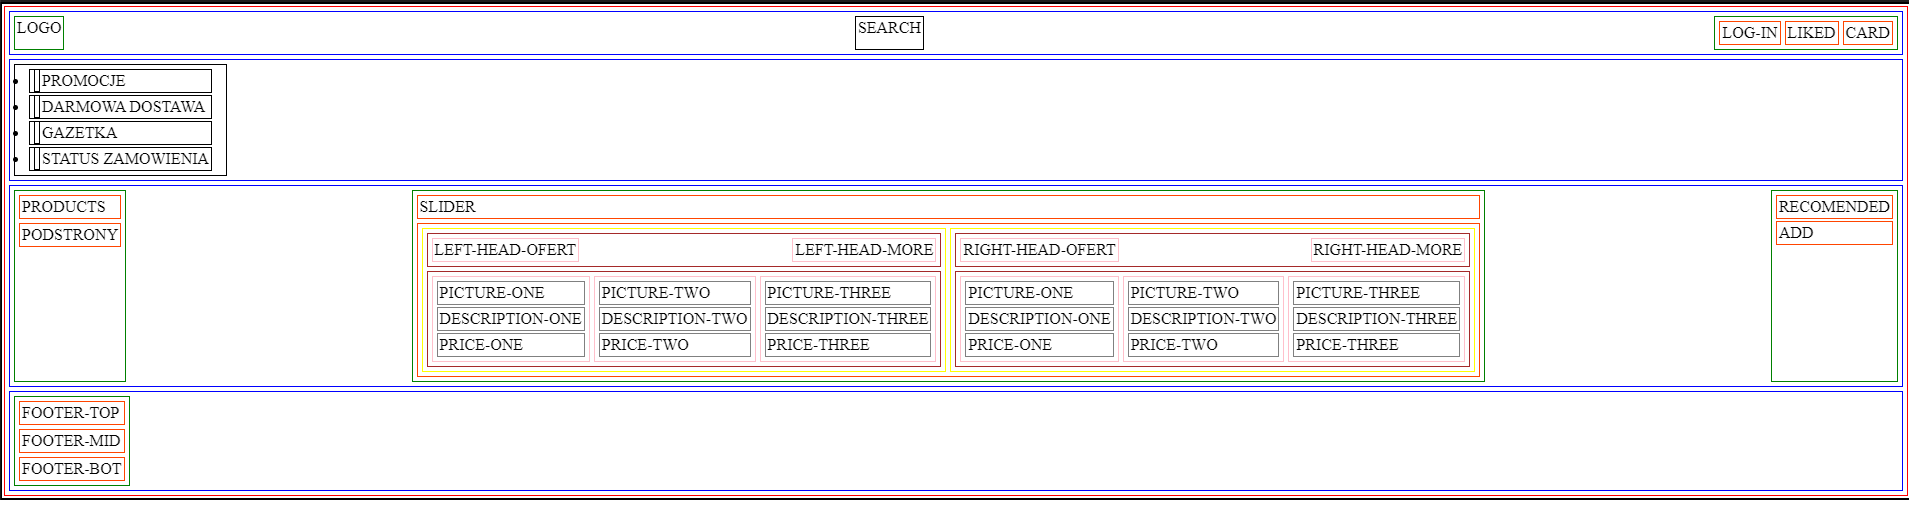 LOGO SEARCH LOG-IN LIKED CARD
PROMOCJE
DARMOWA DOSTAWA
GAZETKA
STATUS ZAMOWIENIA
PRODUCTS
PODSTRONY
SLIDER
LEFT-HEAD-OFERT LEFT-HEAD-MORE
PICTURE-ONE PICTURE-TWO PICTURE-THREE
DESCRIPTION-ONE DESCRIPTION-TWO DESCRIPTION-THREE
PRICE-ONE PRICE-TWO PRICE-THREE
RIGHT-HEAD-OFERT RIGHT-HEAD-MORE
PICTURE-ONE PICTURE-TWO PICTURE-THREE
DESCRIPTION-ONE DESCRIPTION-TWO DESCRIPTION-THREE
PRICE-ONE PRICE-TWO PRICE-THREE
RECOMENDED
ADD
FOOTER-TOP
FOOTER-MID
FOOTER-BOT